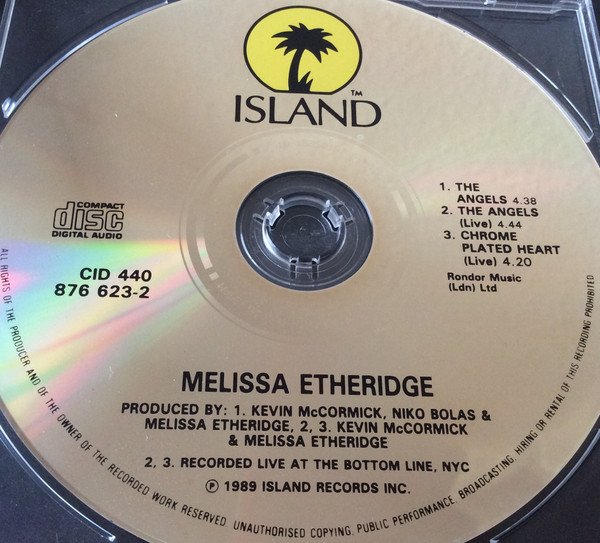 ISLAND™
COMPACT
disc
DIGITAL AUDIO
CID 440
876 623-2
1. THE
ANGELS 4.38
2. THE ANGELS
(Live) 4.44
3. CHROME
PLATED HEART
(Live) 4.20
Rondor Music
(Ldn) Ltd
MELISSA ETHERIDGE
PRODUCED BY: 1. KEVIN McCORMICK, NIKO BOLAS &
MELISSA ETHERIDGE, 2, 3. KEVIN McCORMICK
& MELISSA ETHERIDGE
2, 3. RECORDED LIVE AT THE BOTTOM LINE, NYC
℗ 1989 ISLAND RECORDS INC.
ALL RIGHTS OF THE PRODUCER AND OF THE OWNER OF THE RECORDED WORK RESERVED. UNAUTHORISED COPYING, PUBLIC PERFORMANCE, BROADCASTING, HIRING OR RENTAL OF THIS RECORDING PROHIBITED